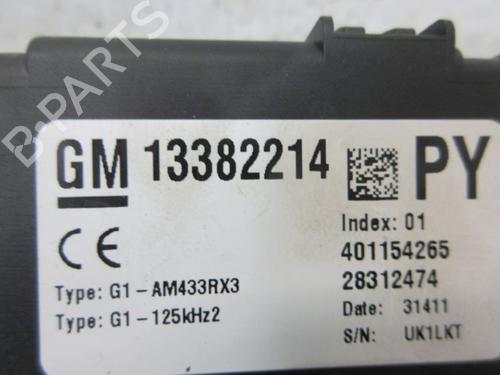 B-PARTS
GM 13382214 PY
Index: 01
401154265
28312474
Type: G1-AM433RX3
Date: 31411
Type: G1-125kHz2
S/N: UK1LKT
CE